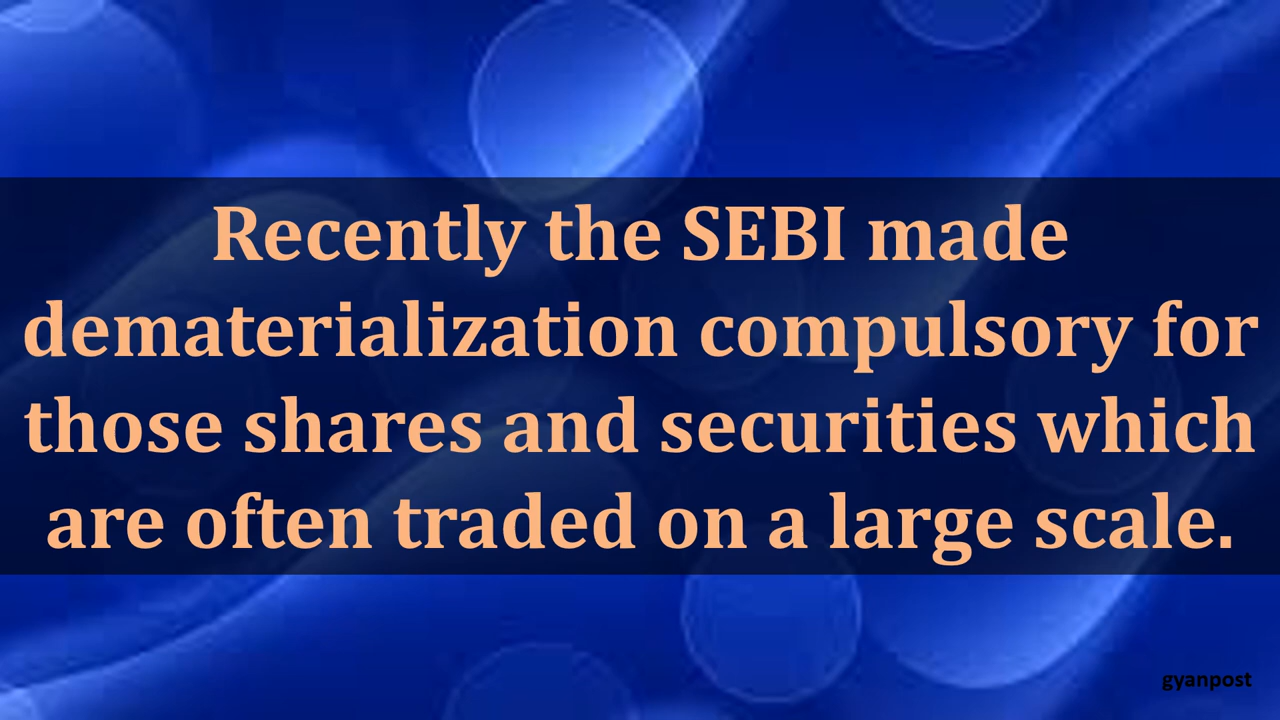 Recently the SEBI made
dematerialization compulsory for
those shares and securities which
are often traded on a large scale.
gyanpost